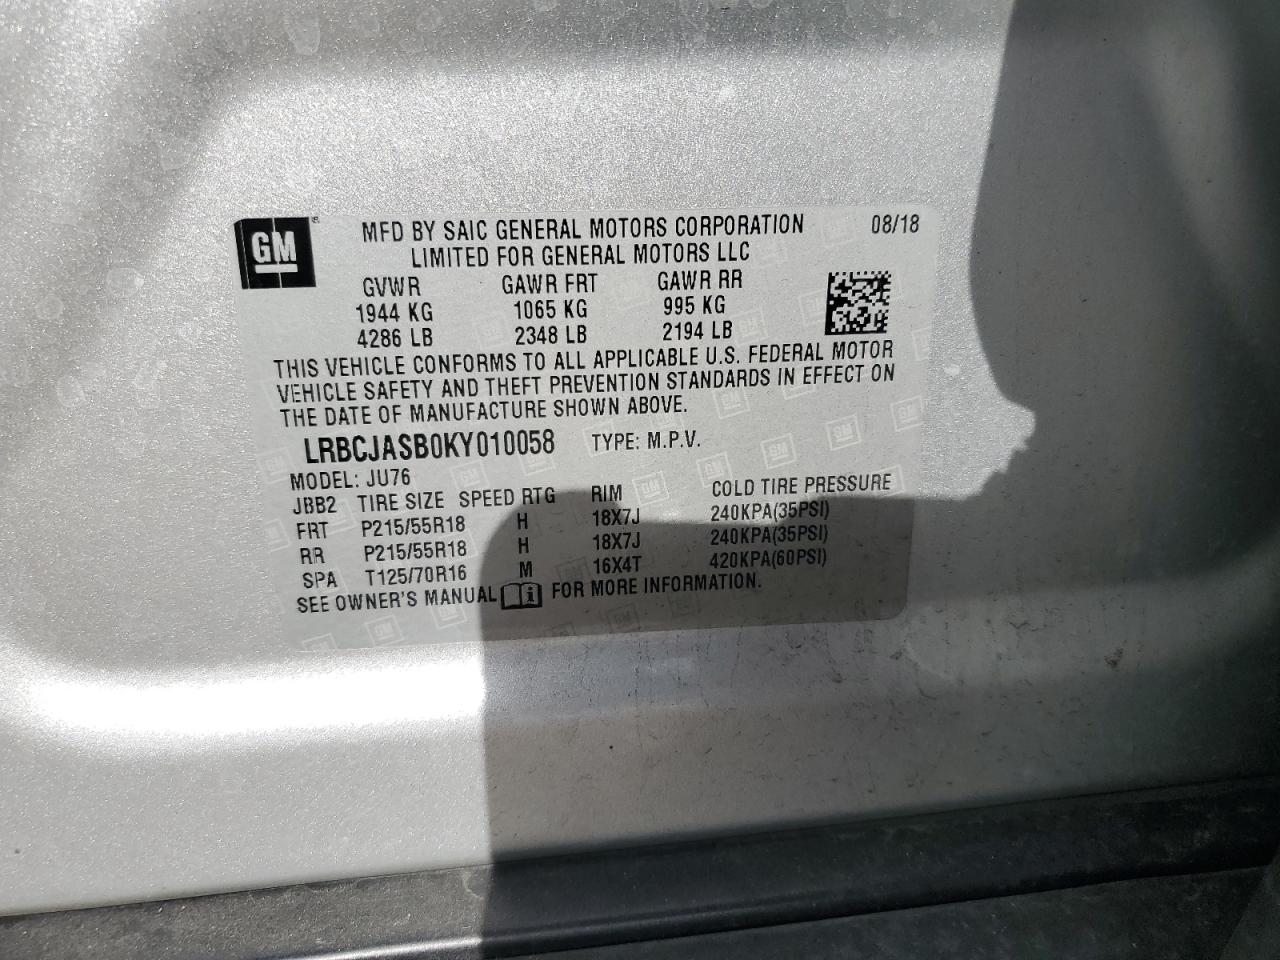 GM
MFD BY SAIC GENERAL MOTORS CORPORATION 08/18
LIMITED FOR GENERAL MOTORS LLC
GVWR GAWR FRT GAWR RR
1944 KG 1065 KG 995 KG
4286 LB 2348 LB 2194 LB
THIS VEHICLE CONFORMS TO ALL APPLICABLE U.S. FEDERAL MOTOR
VEHICLE SAFETY AND THEFT PREVENTION STANDARDS IN EFFECT ON
THE DATE OF MANUFACTURE SHOWN ABOVE.
LRBCJASB0KY010058 TYPE: M.P.V.
MODEL: JU76
JBB2 TIRE SIZE SPEED RTG RIM COLD TIRE PRESSURE
FRT P215/55R18 H 18X7J 240KPA(35PSI)
RR P215/55R18 H 18X7J 240KPA(35PSI)
SPA T125/70R16 M 16X4T 420KPA(60PSI)
SEE OWNER'S MANUAL FOR MORE INFORMATION.